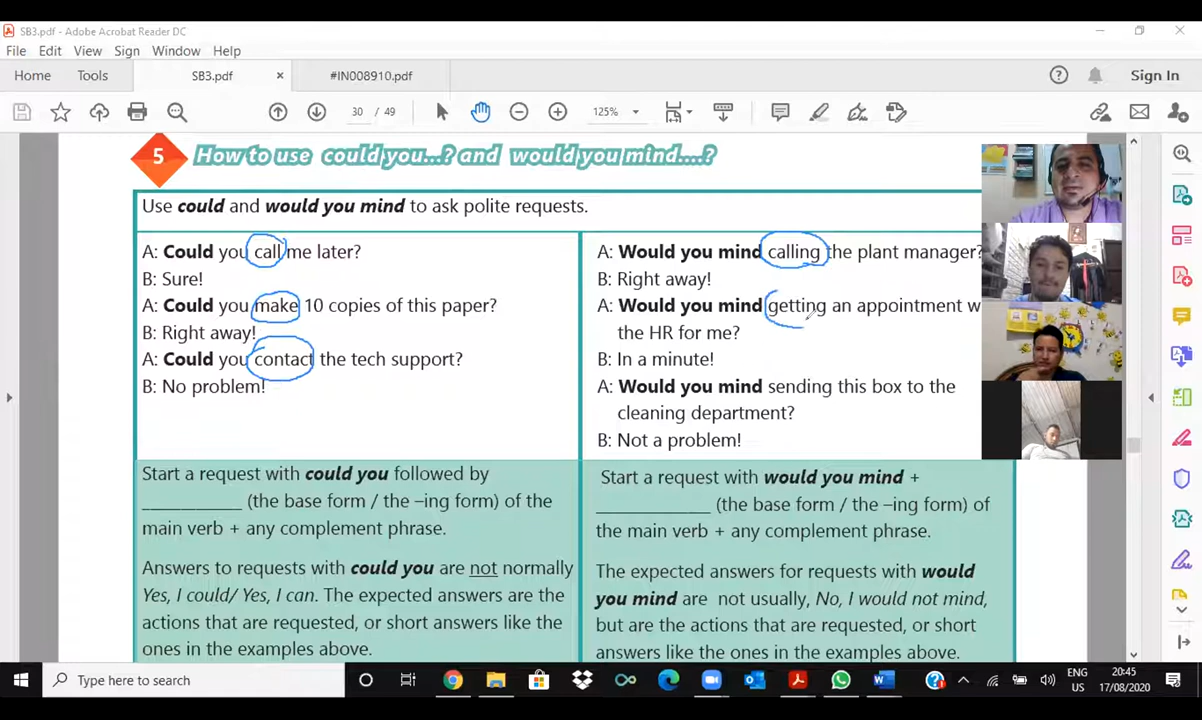 SB3.pdf - Adobe Acrobat Reader DC
File Edit View Sign Window Help
Home Tools SB3.pdf × #IN008910.pdf Sign In
30 / 49 125%
5
How to use could you...? and would you mind....?
Use could and would you mind to ask polite requests.
A: Could you call me later?
B: Sure!
A: Could you make 10 copies of this paper?
B: Right away!
A: Could you contact the tech support?
B: No problem!
A: Would you mind calling the plant manager?
B: Right away!
A: Would you mind getting an appointment w
the HR for me?
B: In a minute!
A: Would you mind sending this box to the
cleaning department?
B: Not a problem!
Start a request with could you followed by
__________ (the base form / the –ing form) of the
main verb + any complement phrase.
Answers to requests with could you are not normally
Yes, I could/ Yes, I can. The expected answers are the
actions that are requested, or short answers like the
ones in the examples above.
Start a request with would you mind +
____________ (the base form / the –ing form) of
the main verb + any complement phrase.
The expected answers for requests with would
you mind are not usually, No, I would not mind,
but are the actions that are requested, or short
answers like the ones in the examples above.
Type here to search
ENG
US
20:45
17/08/2020